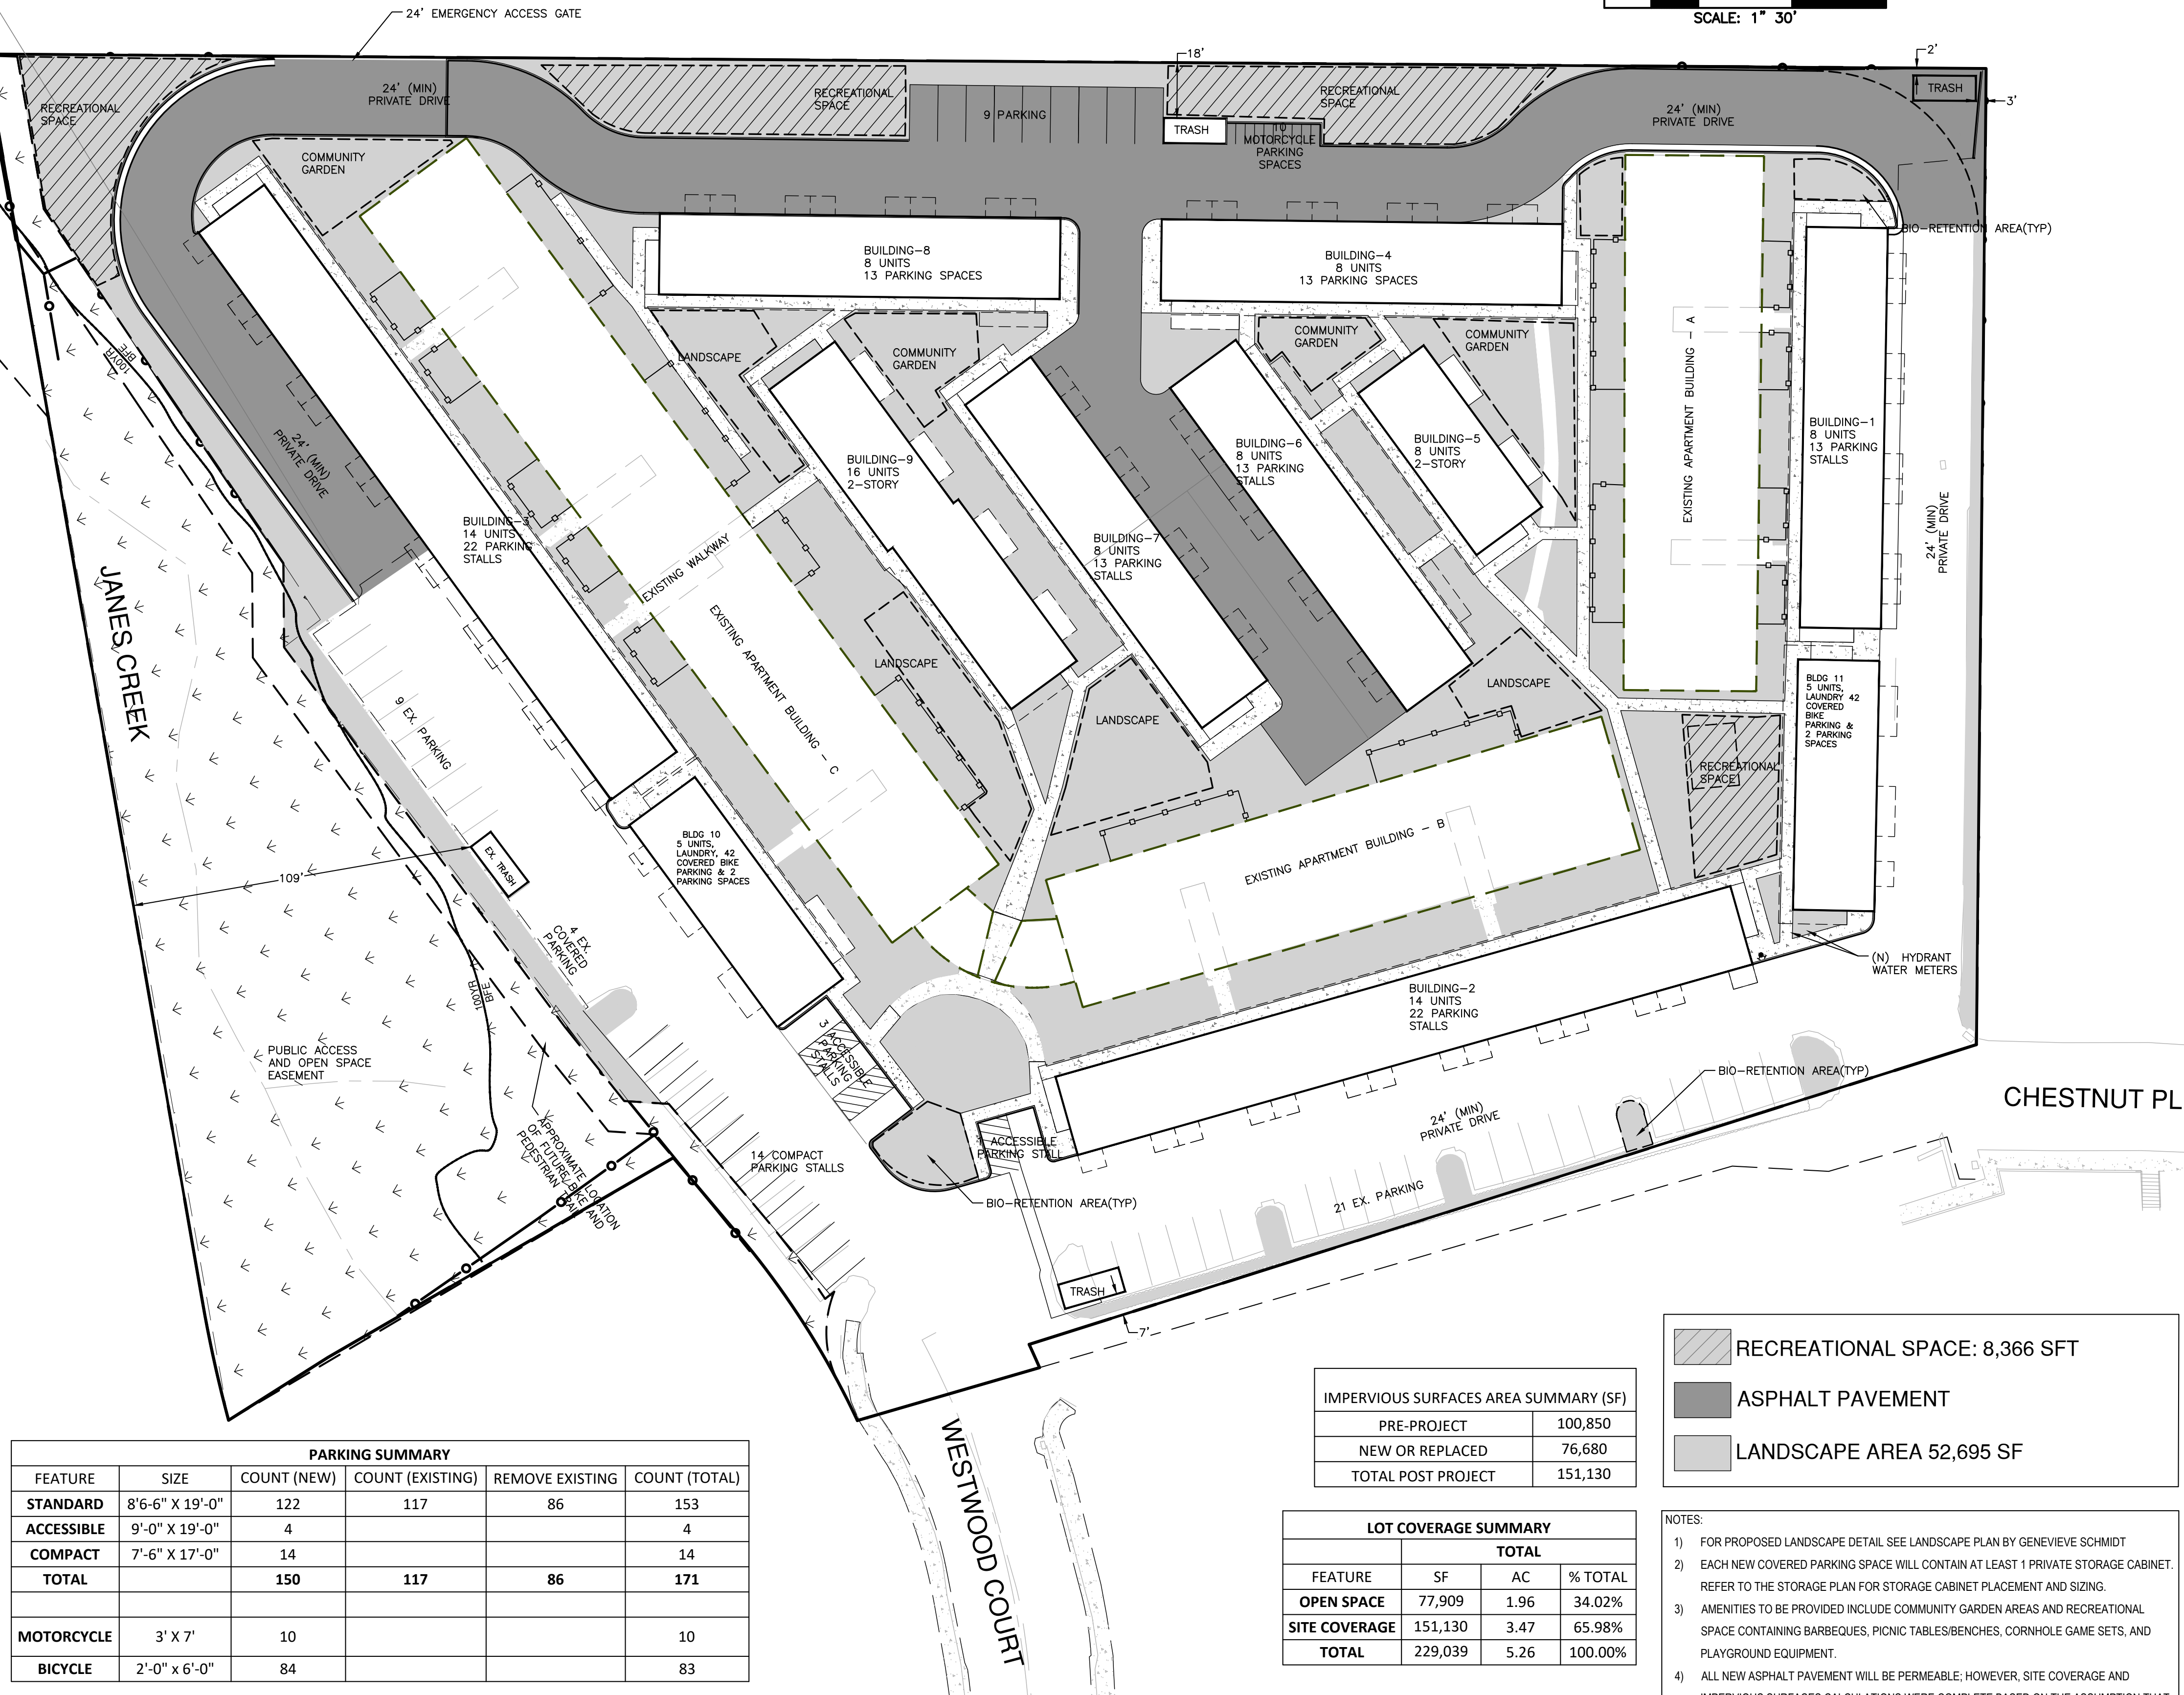 24' EMERGENCY ACCESS GATE
SCALE: 1" 30'
18'
2'
3'
RECREATIONAL
SPACE
24' (MIN)
PRIVATE DRIVE
RECREATIONAL
SPACE
9 PARKING
TRASH
RECREATIONAL
SPACE
10
MOTORCYCLE
PARKING
SPACES
24' (MIN)
PRIVATE DRIVE
TRASH
COMMUNITY
GARDEN
BIO-RETENTION AREA(TYP)
BUILDING-8
8 UNITS
13 PARKING SPACES
BUILDING-4
8 UNITS
13 PARKING SPACES
100YR
BFE
LANDSCAPE
COMMUNITY
GARDEN
COMMUNITY
GARDEN
COMMUNITY
GARDEN
EXISTING APARTMENT BUILDING - A
BUILDING-1
8 UNITS
13 PARKING
STALLS
24' (MIN)
PRIVATE DRIVE
24' (MIN)
PRIVATE DRIVE
BUILDING-3
14 UNITS
22 PARKING
STALLS
BUILDING-9
16 UNITS
2-STORY
BUILDING-6
8 UNITS
13 PARKING
STALLS
BUILDING-5
8 UNITS
2-STORY
BUILDING-7
8 UNITS
13 PARKING
STALLS
EXISTING WALKWAY
EXISTING APARTMENT BUILDING - C
JANES CREEK
LANDSCAPE
LANDSCAPE
LANDSCAPE
BLDG 11
5 UNITS,
LAUNDRY 42
COVERED
BIKE
PARKING &
2 PARKING
SPACES
9 EX. PARKING
RECREATIONAL
SPACE
BLDG 10
5 UNITS,
LAUNDRY, 42
COVERED BIKE
PARKING & 2
PARKING SPACES
EX. TRASH
109'
EXISTING APARTMENT BUILDING - B
4 EX.
COVERED
PARKING
100YR
BFE
(N) HYDRANT
WATER METERS
BUILDING-2
14 UNITS
22 PARKING
STALLS
3 ACCESSIBLE
PARKING
STALLS
PUBLIC ACCESS
AND OPEN SPACE
EASEMENT
BIO-RETENTION AREA(TYP)
CHESTNUT PL
24' (MIN)
PRIVATE DRIVE
APPROXIMATE LOCATION
OF FUTURE BIKE AND
PEDESTRIAN TRAIL
1 ACCESSIBLE
PARKING STALL
14 COMPACT
PARKING STALLS
BIO-RETENTION AREA(TYP)
21 EX. PARKING
TRASH
7'
WESTWOOD COURT
RECREATIONAL SPACE: 8,366 SFT
ASPHALT PAVEMENT
LANDSCAPE AREA 52,695 SF
IMPERVIOUS SURFACES AREA SUMMARY (SF)
PRE-PROJECT 100,850
NEW OR REPLACED 76,680
TOTAL POST PROJECT 151,130
PARKING SUMMARY
FEATURE SIZE COUNT (NEW) COUNT (EXISTING) REMOVE EXISTING COUNT (TOTAL)
STANDARD 8'6-6" X 19'-0" 122 117 86 153
ACCESSIBLE 9'-0" X 19'-0" 4 4
COMPACT 7'-6" X 17'-0" 14 14
TOTAL 150 117 86 171
MOTORCYCLE 3' X 7' 10 10
BICYCLE 2'-0" x 6'-0" 84 83
LOT COVERAGE SUMMARY
TOTAL
FEATURE SF AC % TOTAL
OPEN SPACE 77,909 1.96 34.02%
SITE COVERAGE 151,130 3.47 65.98%
TOTAL 229,039 5.26 100.00%
NOTES:
1) FOR PROPOSED LANDSCAPE DETAIL SEE LANDSCAPE PLAN BY GENEVIEVE SCHMIDT
2) EACH NEW COVERED PARKING SPACE WILL CONTAIN AT LEAST 1 PRIVATE STORAGE CABINET.
REFER TO THE STORAGE PLAN FOR STORAGE CABINET PLACEMENT AND SIZING.
3) AMENITIES TO BE PROVIDED INCLUDE COMMUNITY GARDEN AREAS AND RECREATIONAL
SPACE CONTAINING BARBEQUES, PICNIC TABLES/BENCHES, CORNHOLE GAME SETS, AND
PLAYGROUND EQUIPMENT.
4) ALL NEW ASPHALT PAVEMENT WILL BE PERMEABLE; HOWEVER, SITE COVERAGE AND
IMPERVIOUS SURFACES CALCULATIONS WERE COMPLETE BASED ON THE ASSUMPTION THAT